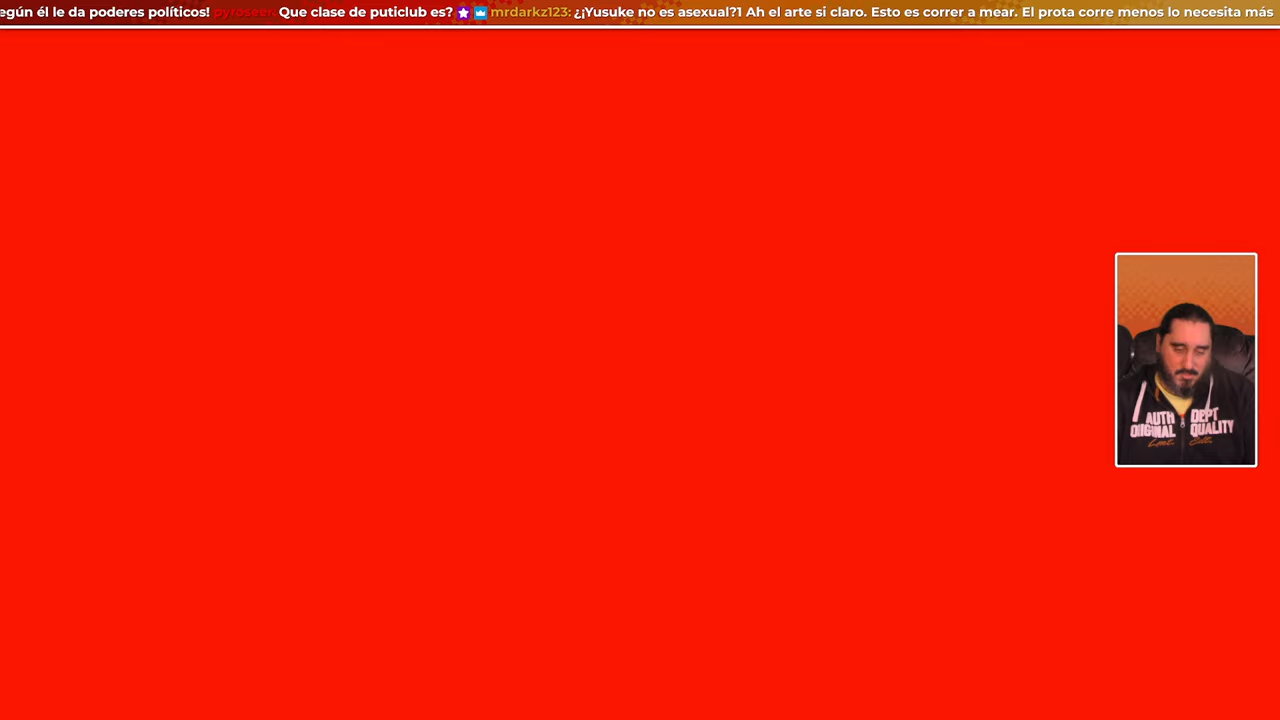 egún él le da poderes políticos! pyroseer: Que clase de puticlub es? mrdarkz123: ¿¡Yusuke no es asexual?1 Ah el arte si claro. Esto es correr a mear. El prota corre menos lo necesita más
AUTH DEPT
ORIGINAL QUALITY